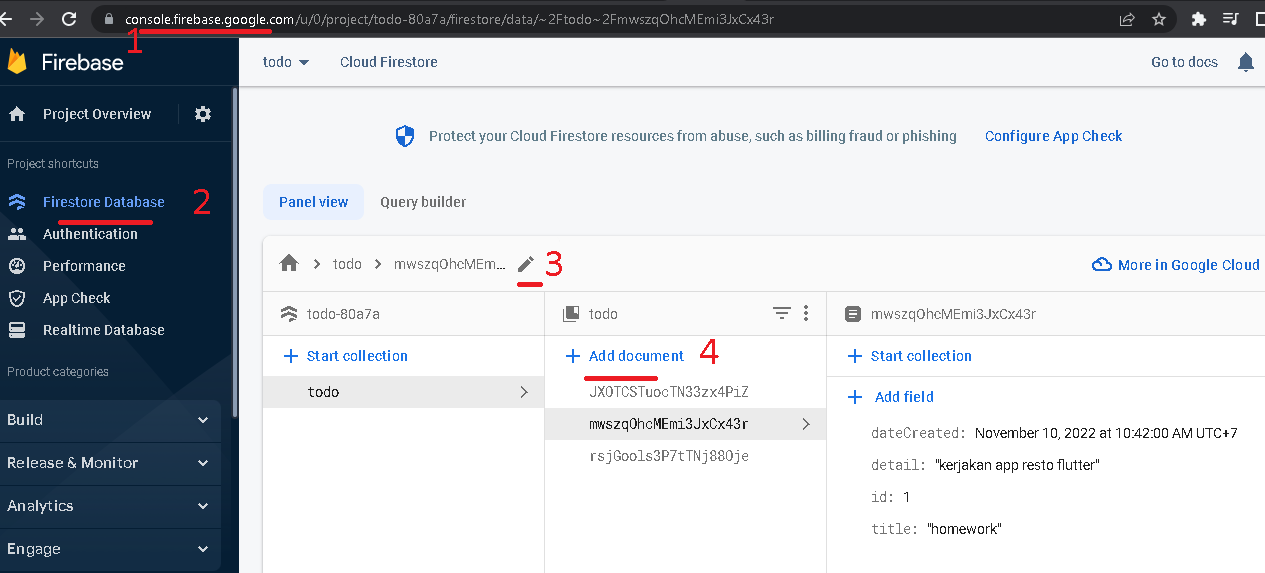 console.firebase.google.com/u/0/project/todo-80a7a/firestore/data/~2Ftodo~2FmwszqOhcMEmi3JxCx43r
1
Firebase
todo
Cloud Firestore
Go to docs
Project Overview
Protect your Cloud Firestore resources from abuse, such as billing fraud or phishing
Configure App Check
Project shortcuts
Firestore Database
2
Panel view
Query builder
Authentication
Performance
todo
mwszqOhcMEm...
3
More in Google Cloud
App Check
todo-80a7a
todo
mwszqOhcMEmi3JxCx43r
Realtime Database
Start collection
Add document
4
Start collection
Product categories
todo
JXOTCSTuocTN33zx4PiZ
Add field
Build
mwszqOhcMEmi3JxCx43r
dateCreated: November 10, 2022 at 10:42:00 AM UTC+7
Release & Monitor
rsjGools3P7tTNj88Oje
detail: "kerjakan app resto flutter"
Analytics
id: 1
title: "homework"
Engage